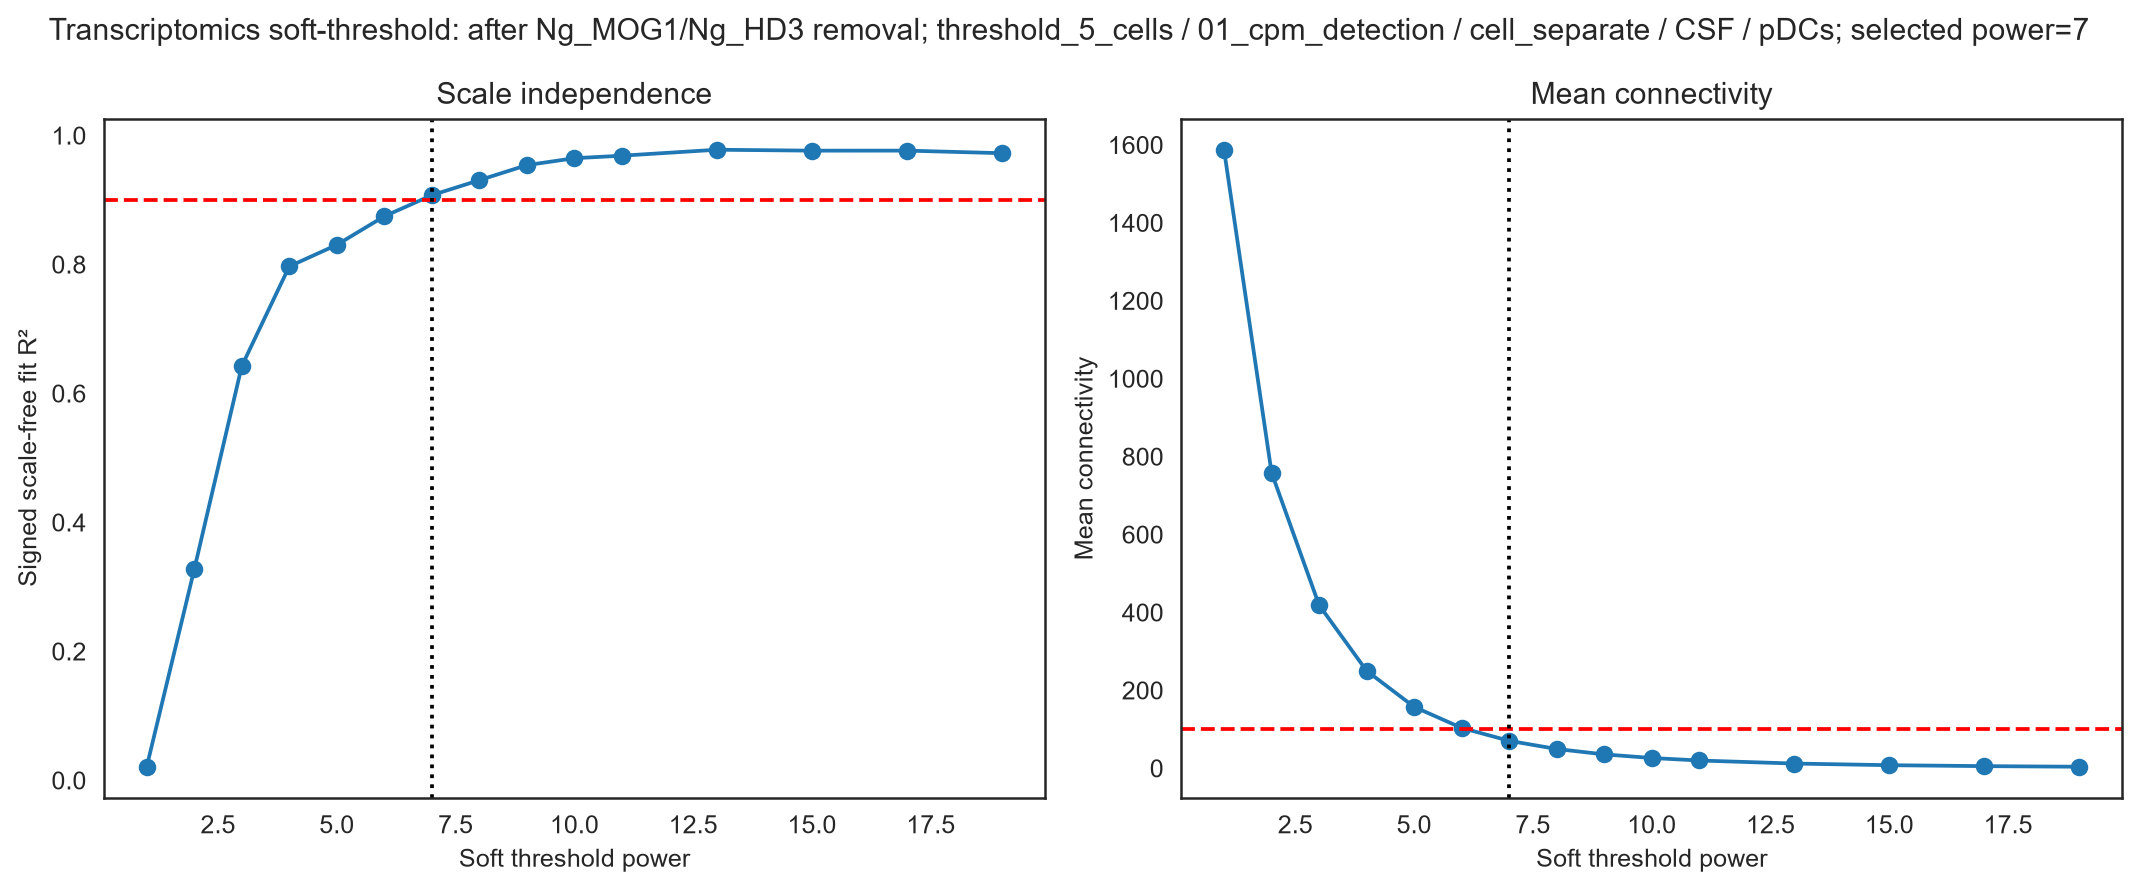 Transcriptomics soft-threshold: after Ng_MOG1/Ng_HD3 removal; threshold_5_cells / 01_cpm_detection / cell_separate / CSF / pDCs; selected power=7
Scale independence
Signed scale-free fit R²
1.0
0.8
0.6
0.4
0.2
0.0
2.5 5.0 7.5 10.0 12.5 15.0 17.5
Soft threshold power
Mean connectivity
Mean connectivity
1600
1400
1200
1000
800
600
400
200
0
2.5 5.0 7.5 10.0 12.5 15.0 17.5
Soft threshold power